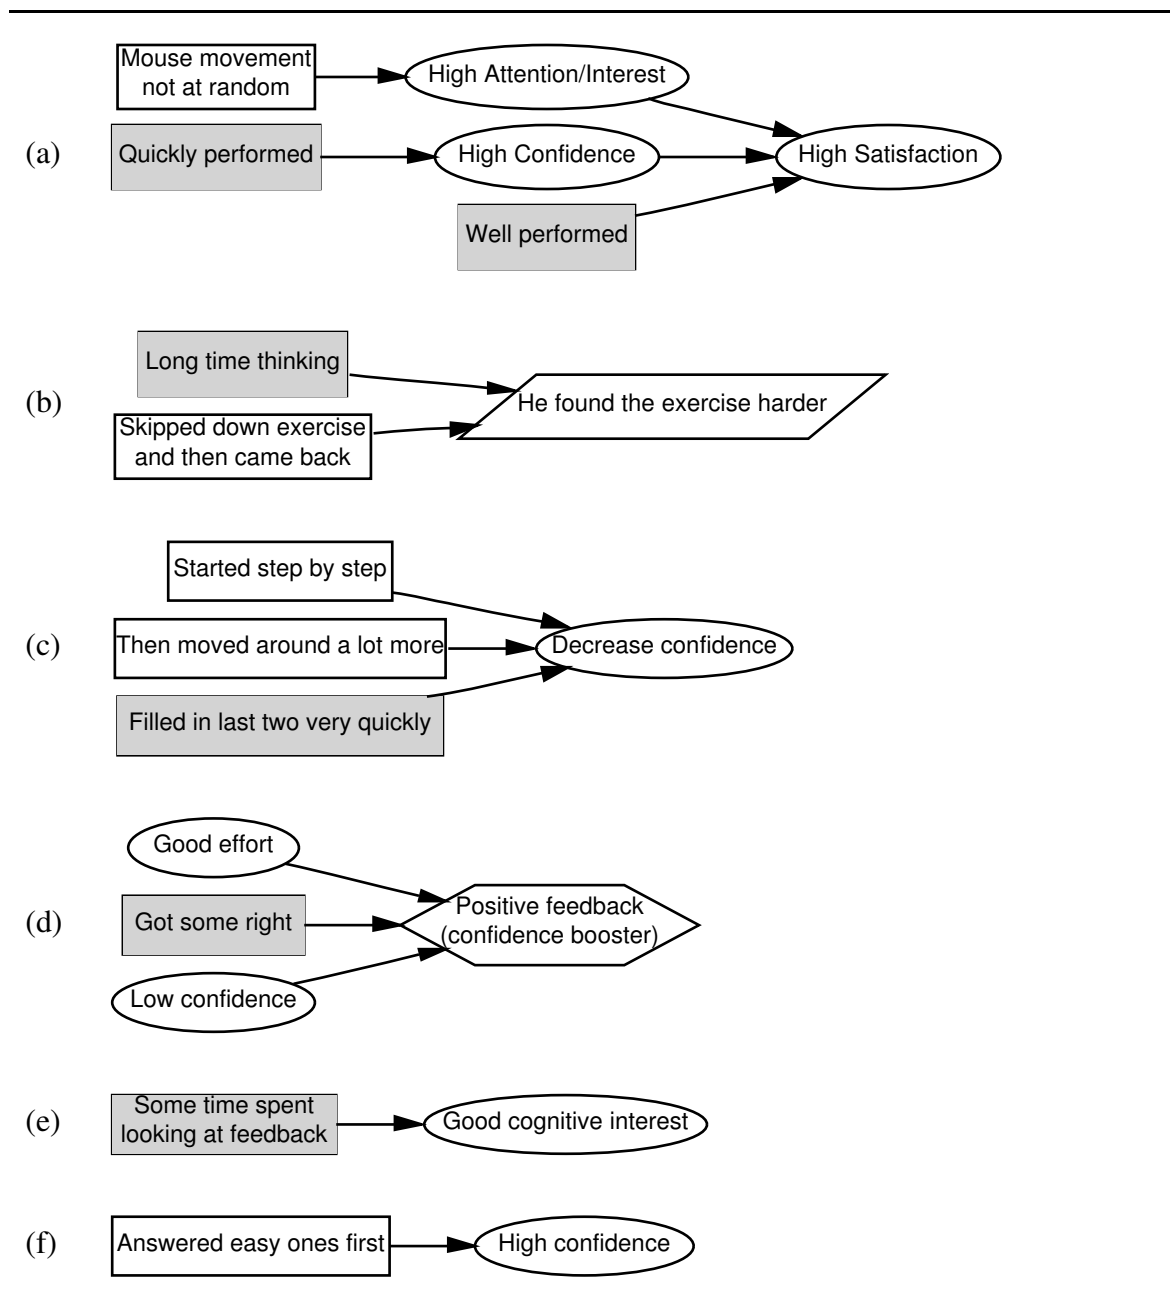 (a)
Mouse movement
not at random
High Attention/Interest
Quickly performed
High Confidence
High Satisfaction
Well performed
(b)
Long time thinking
Skipped down exercise
and then came back
He found the exercise harder
(c)
Started step by step
Then moved around a lot more
Decrease confidence
Filled in last two very quickly
(d)
Good effort
Got some right
Positive feedback
(confidence booster)
Low confidence
(e)
Some time spent
looking at feedback
Good cognitive interest
(f)
Answered easy ones first
High confidence